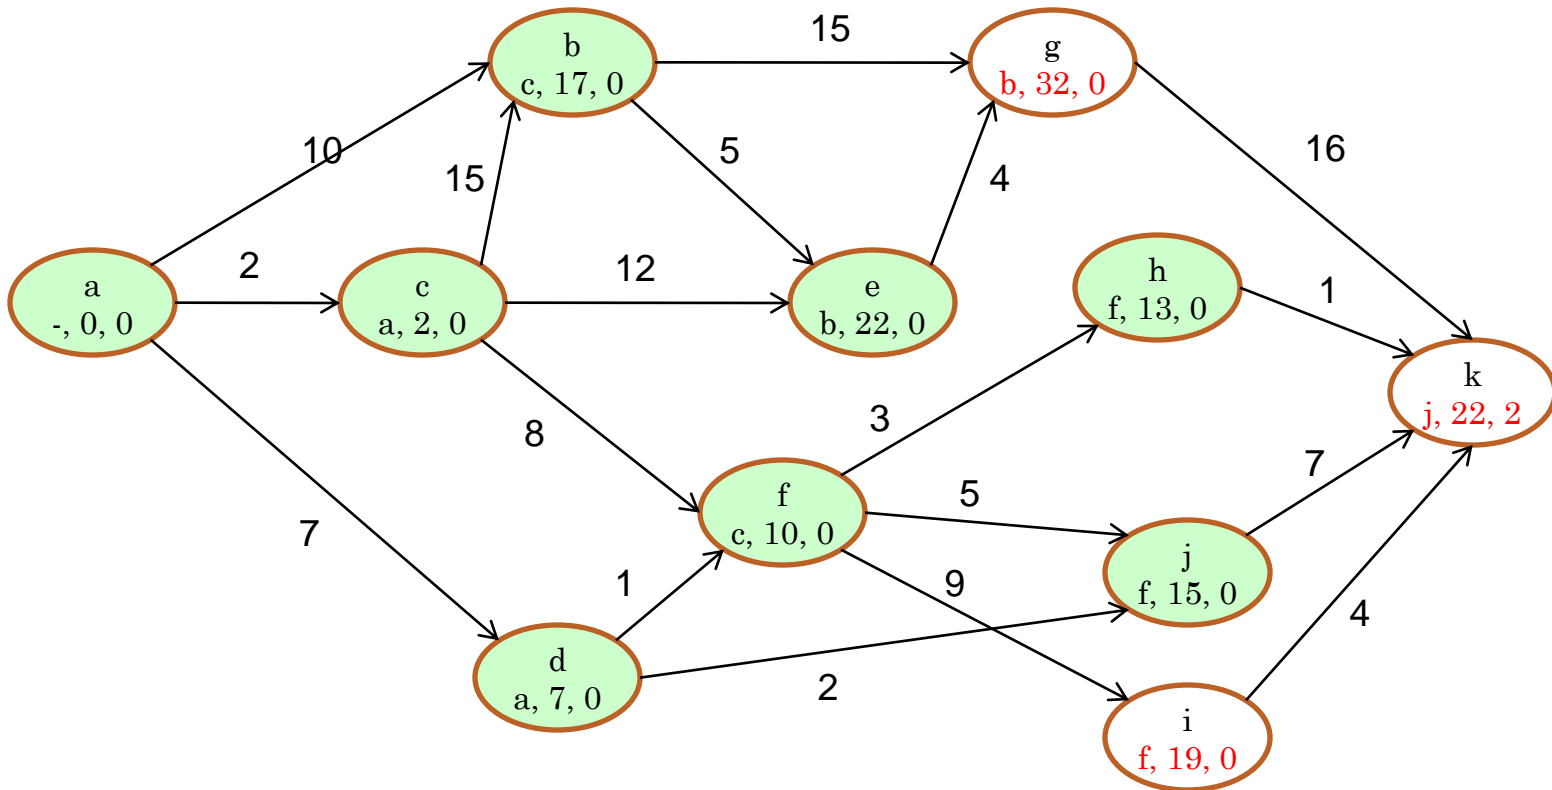 b
c, 17, 0
15
g
b, 32, 0
10
15
5
4
16
a
-, 0, 0
2
c
a, 2, 0
12
e
b, 22, 0
h
f, 13, 0
1
k
j, 22, 2
8
3
7
f
c, 10, 0
5
7
1
9
j
f, 15, 0
d
a, 7, 0
2
4
i
f, 19, 0